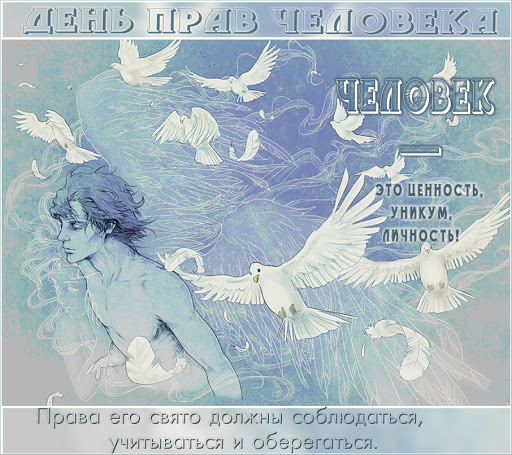 ДЕНЬ ПРАВ ЧЕЛОВЕКА
ЧЕЛОВЕК
—
ЭТО ЦЕННОСТЬ,
УНИКУМ,
ЛИЧНОСТЬ!
Права его свято должны соблюдаться,
учитываться и оберегаться.